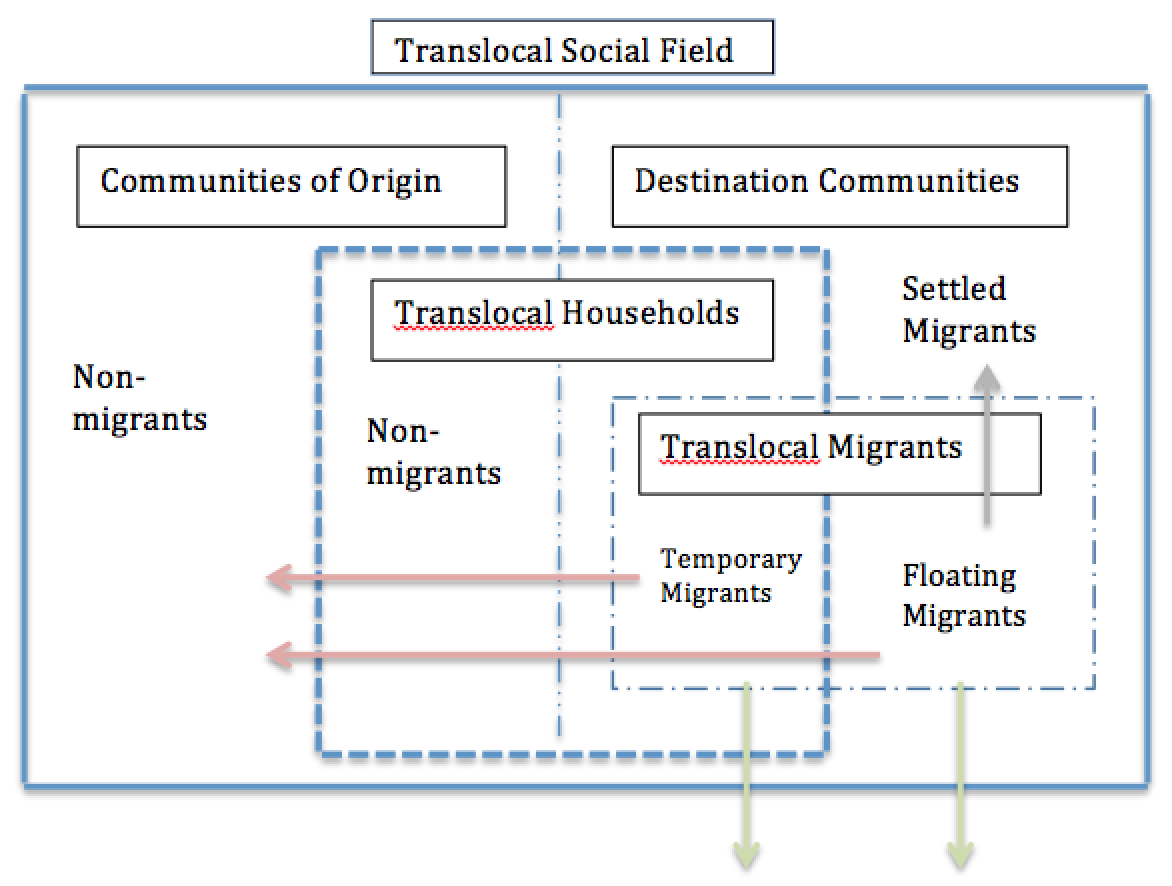 Translocal Social Field
Communities of Origin
Destination Communities
Translocal Households
Settled
Migrants
Non-
migrants
Non-
migrants
Translocal Migrants
Temporary
Migrants
Floating
Migrants